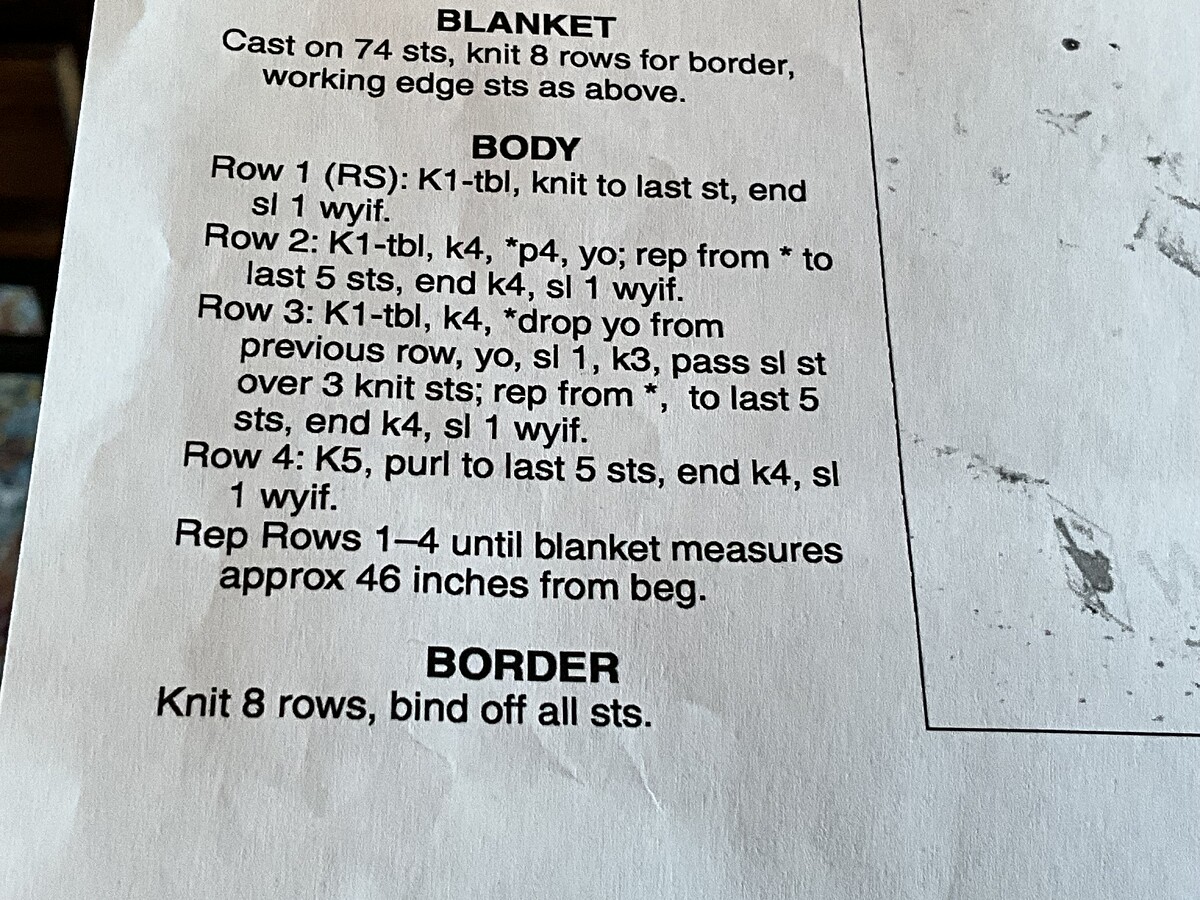 BLANKET
Cast on 74 sts, knit 8 rows for border,
working edge sts as above.
BODY
Row 1 (RS): K1-tbl, knit to last st, end
sl 1 wyif.
Row 2: K1-tbl, k4, *p4, yo; rep from * to
last 5 sts, end k4, sl 1 wyif.
Row 3: K1-tbl, k4, *drop yo from
previous row, yo, sl 1, k3, pass sl st
over 3 knit sts; rep from *, to last 5
sts, end k4, sl 1 wyif.
Row 4: K5, purl to last 5 sts, end k4, sl
1 wyif.
Rep Rows 1–4 until blanket measures
approx 46 inches from beg.
BORDER
Knit 8 rows, bind off all sts.